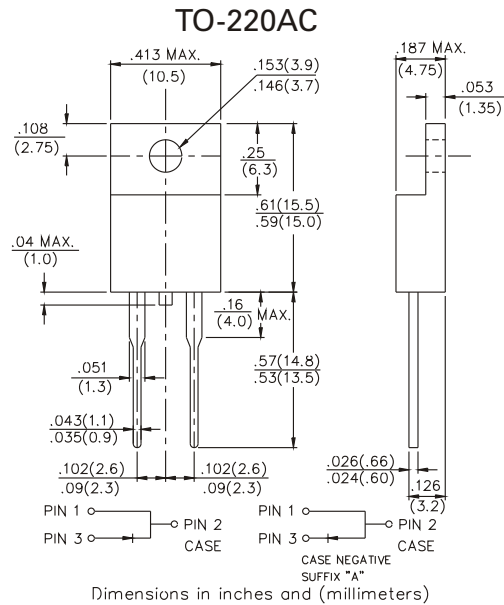 TO-220AC
.413 MAX.
(10.5)
.153(3.9)
.146(3.7)
.187 MAX.
(4.75)
.053
(1.35)
.108
(2.75)
.25
(6.3)
.61(15.5)
.59(15.0)
.04 MAX.
(1.0)
.16
(4.0)
MAX.
.57(14.8)
.53(13.5)
.051
(1.3)
.043(1.1)
.035(0.9)
.102(2.6)
.09(2.3)
.102(2.6)
.09(2.3)
.026(.66)
.024(.60)
.126
(3.2)
PIN 1
PIN 3
PIN 2
CASE
PIN 1
PIN 3
PIN 2
CASE
CASE NEGATIVE
SUFFIX "A"
Dimensions in inches and (millimeters)